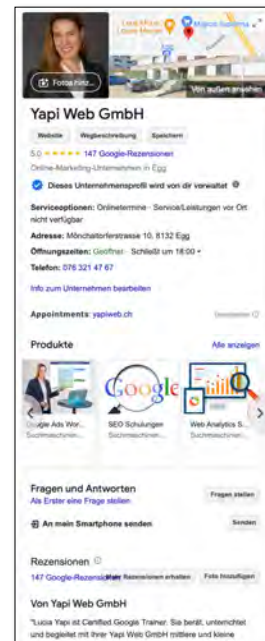 Fotos hinz...
Von außen ansehen
Yapi Web GmbH
Website Wegbeschreibung Speichern
5,0 147 Google-Rezensionen
Online-Marketing-Unternehmen in Egg
Dieses Unternehmensprofil wird von dir verwaltet
Serviceoptionen: Onlinetermine · Service/Leistungen vor Ort
nicht verfügbar
Adresse: Mönchaltorferstrasse 10, 8132 Egg
Öffnungszeiten: Geöffnet · Schließt um 18:00
Telefon: 076 321 47 67
Info zum Unternehmen bearbeiten
Appointments: yapiweb.ch
Produkte Alle anzeigen
Google
Google Ads Wor... SEO Schulungen Web Analytics S...
Suchmaschinen... Suchmaschinen... Suchmaschinen...
Fragen und Antworten
Als Erster eine Frage stellen
Fragen stellen
An mein Smartphone senden Senden
Rezensionen
147 Google-Rezensionen Mehr Rezensionen erhalten Foto hinzufügen
Von Yapi Web GmbH
"Lucia Yapi ist Certified Google Trainer. Sie berät, unterrichtet
und begleitet mit Ihrer Yapi Web GmbH mittlere und kleine